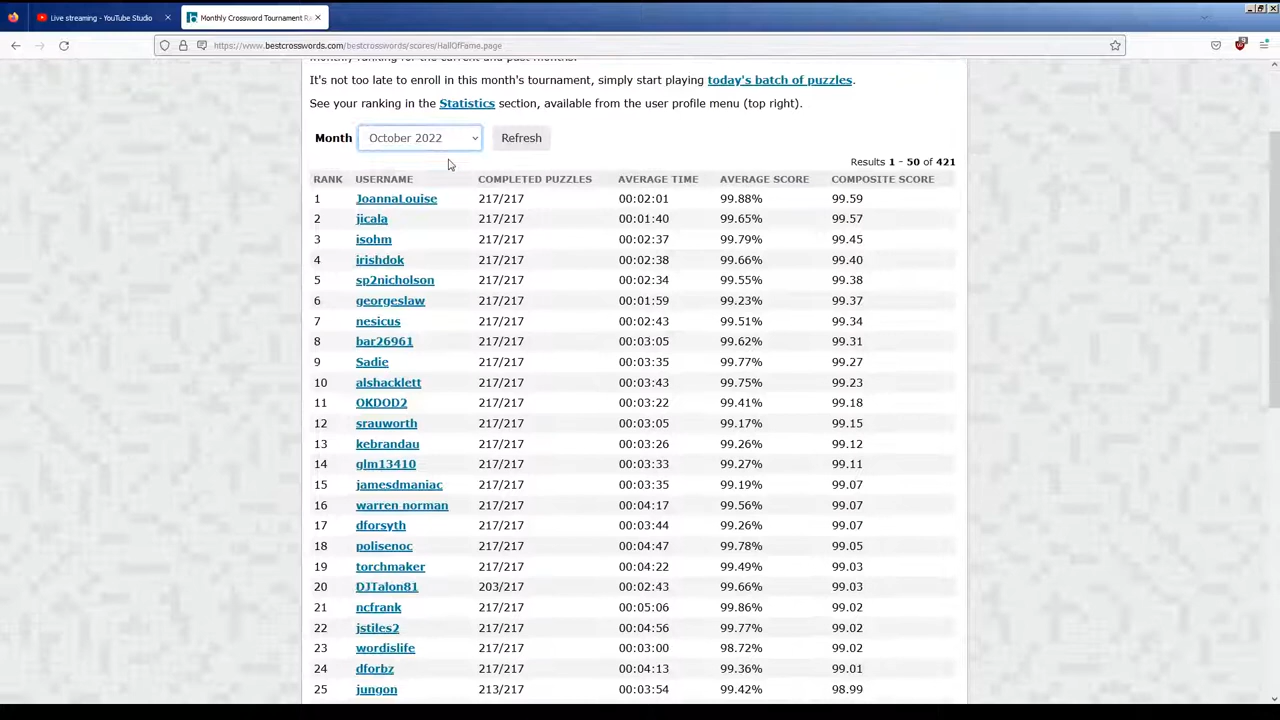 Live streaming - YouTube Studio
Monthly Crossword Tournament Ra
https://www.bestcrosswords.com/bestcrosswords/scores/HallOfFame.page
Monthly ranking for the current and past months.
It's not too late to enroll in this month's tournament, simply start playing today's batch of puzzles.
See your ranking in the Statistics section, available from the user profile menu (top right).
Month October 2022 Refresh
Results 1 - 50 of 421
RANK USERNAME COMPLETED PUZZLES AVERAGE TIME AVERAGE SCORE COMPOSITE SCORE
1 JoannaLouise 217/217 00:02:01 99.88% 99.59
2 jicala 217/217 00:01:40 99.65% 99.57
3 isohm 217/217 00:02:37 99.79% 99.45
4 irishdok 217/217 00:02:38 99.66% 99.40
5 sp2nicholson 217/217 00:02:34 99.55% 99.38
6 georgeslaw 217/217 00:01:59 99.23% 99.37
7 nesicus 217/217 00:02:43 99.51% 99.34
8 bar26961 217/217 00:03:05 99.62% 99.31
9 Sadie 217/217 00:03:35 99.77% 99.27
10 alshacklett 217/217 00:03:43 99.75% 99.23
11 OKDOD2 217/217 00:03:22 99.41% 99.18
12 srauworth 217/217 00:03:05 99.17% 99.15
13 kebrandau 217/217 00:03:26 99.26% 99.12
14 glm13410 217/217 00:03:33 99.27% 99.11
15 jamesdmaniac 217/217 00:03:35 99.19% 99.07
16 warren norman 217/217 00:04:17 99.56% 99.07
17 dforsyth 217/217 00:03:44 99.26% 99.07
18 polisenoc 217/217 00:04:47 99.78% 99.05
19 torchmaker 217/217 00:04:22 99.49% 99.03
20 DJTalon81 203/217 00:02:43 99.66% 99.03
21 ncfrank 217/217 00:05:06 99.86% 99.02
22 jstiles2 217/217 00:04:56 99.77% 99.02
23 wordislife 217/217 00:03:00 98.72% 99.02
24 dforbz 217/217 00:04:13 99.36% 99.01
25 jungon 213/217 00:03:54 99.42% 98.99